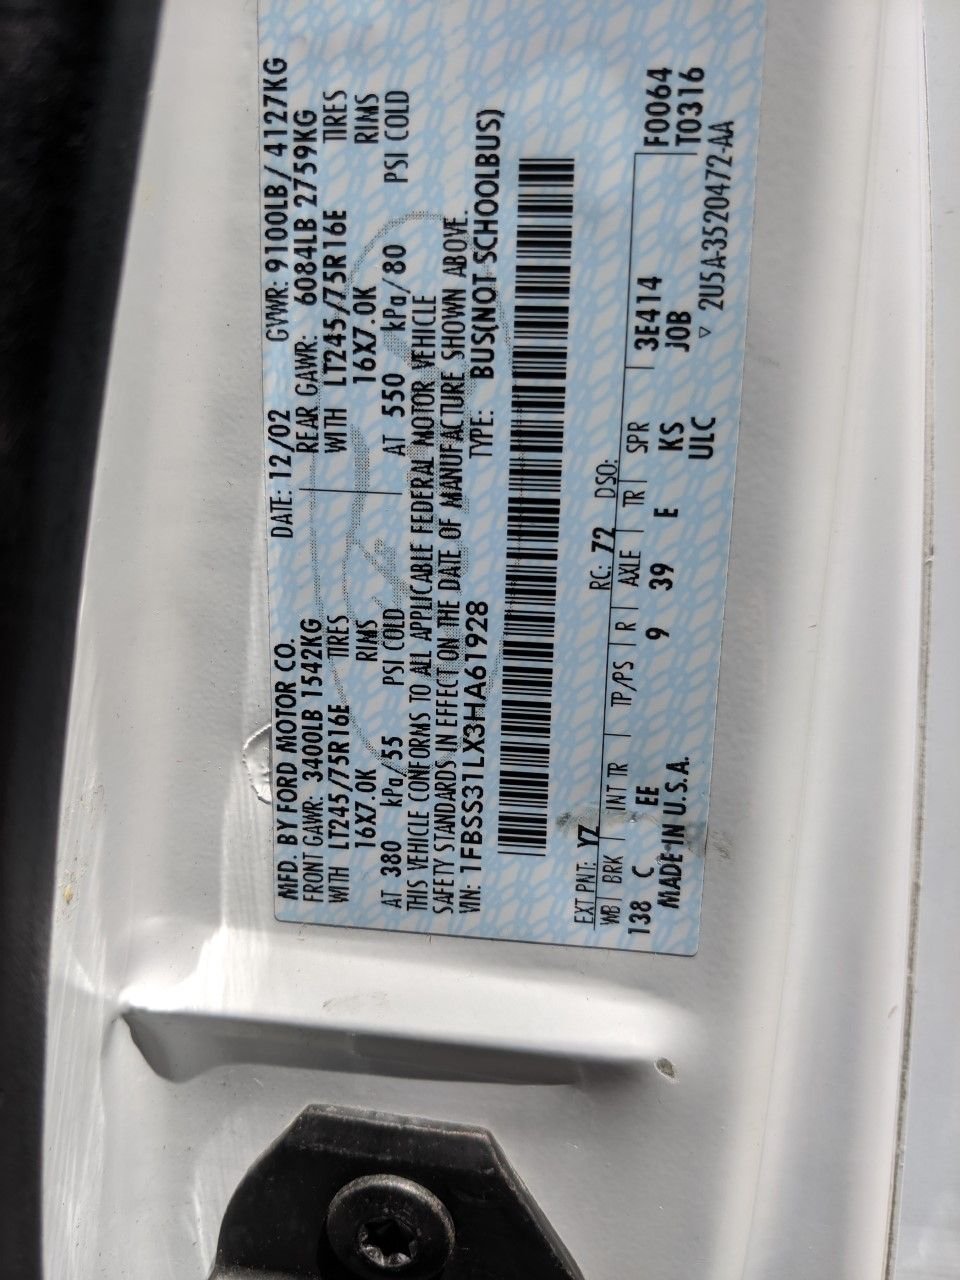 MFD. BY FORD MOTOR CO. DATE: 12/02 GVWR: 9100LB/4127KG
FRONT GAWR: 3400LB 1542KG REAR GAWR: 6084LB 2759KG
WITH LT245/75R16E TIRES WITH LT245/75R16E TIRES
16X7.0K RIMS 16X7.0K RIMS
AT 380 kPa/55 PSI COLD AT 550 kPa/80 PSI COLD
THIS VEHICLE CONFORMS TO ALL APPLICABLE FEDERAL MOTOR VEHICLE
SAFETY STANDARDS IN EFFECT ON THE DATE OF MANUFACTURE SHOWN ABOVE.
VIN: 1FBSS31LX3HA61928 TYPE: BUS(NOT SCHOOLBUS)
EXT PNT: YZ RC: 72 DSO:
WB BRK INT TR TP/PS R AXLE TR SPR 3E414 F0064
138 C EE 9 39 E KS JOB T0316
MADE IN U.S.A. ULC ▽ 2U5A-3520472-AA